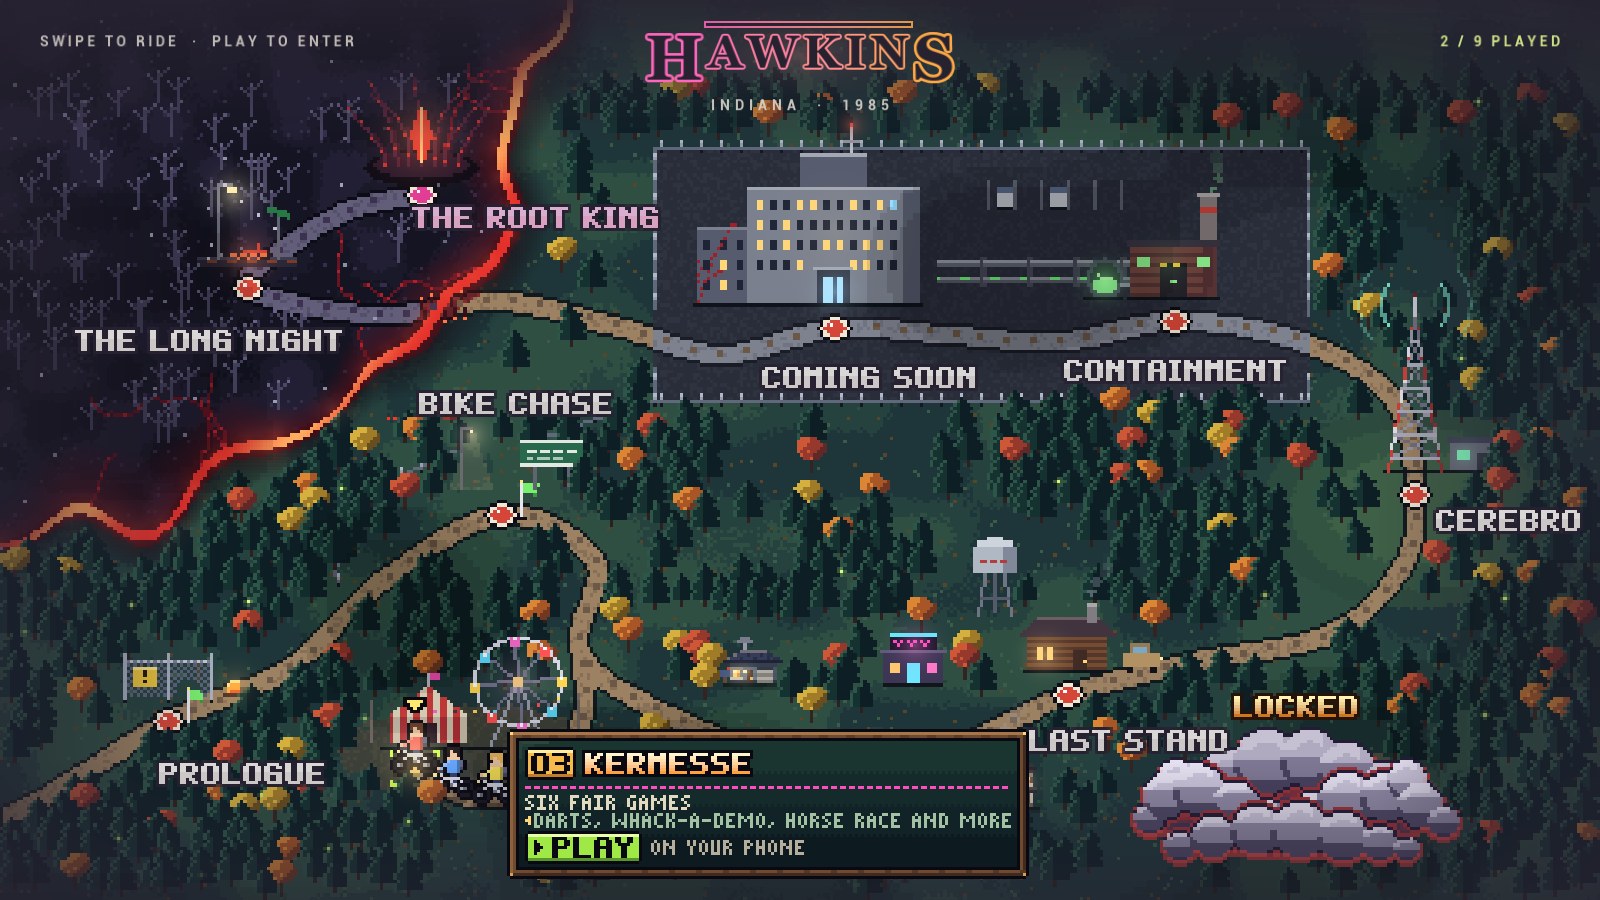 SWIPE TO RIDE · PLAY TO ENTER
HAWKINS
INDIANA · 1985
2 / 9 PLAYED
THE ROOT KING
THE LONG NIGHT
COMING SOON
CONTAINMENT
BIKE CHASE
CEREBRO
!
PROLOGUE
LOCKED
LAST STAND
03 KERMESSE
SIX FAIR GAMES
DARTS, WHACK-A-DEMO, HORSE RACE AND MORE
PLAY ON YOUR PHONE